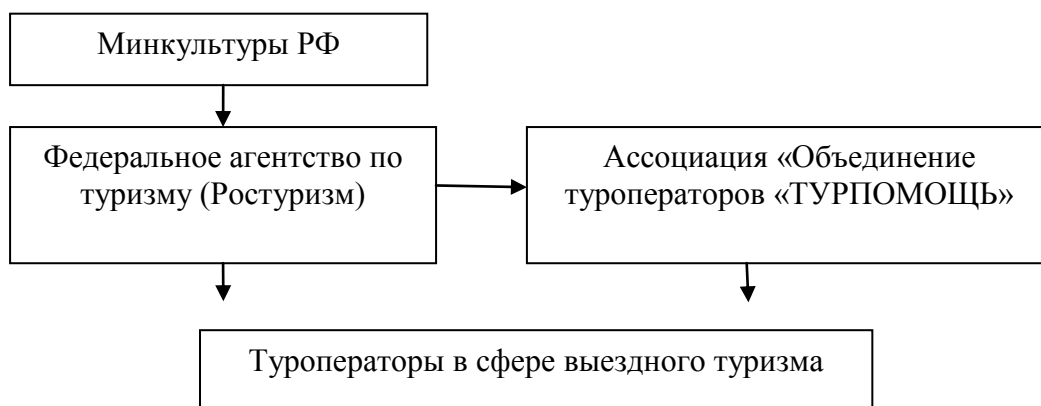 Минкультуры РФ
Федеральное агентство по
туризму (Ростуризм)
Ассоциация «Объединение
туроператоров «ТУРПОМОЩЬ»
Туроператоры в сфере выездного туризма